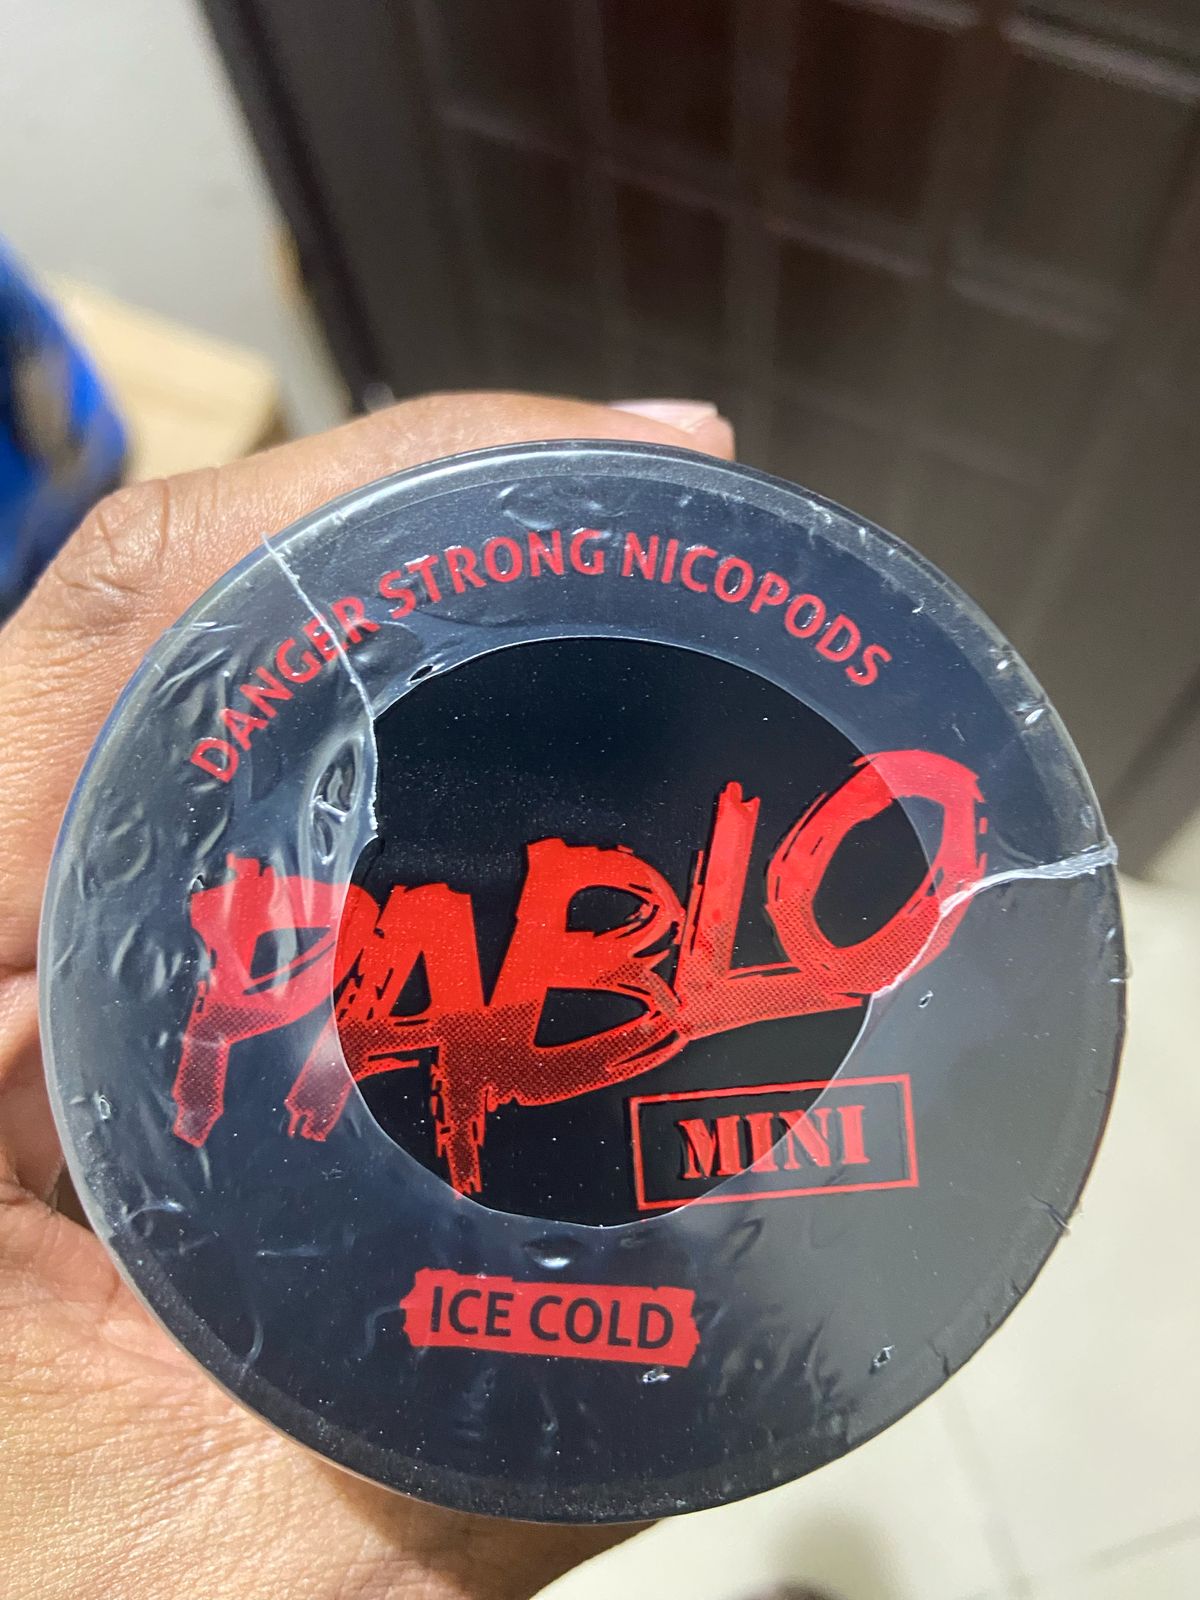 DANGER STRONG NICOPODS
PABLO
MINI
ICE COLD